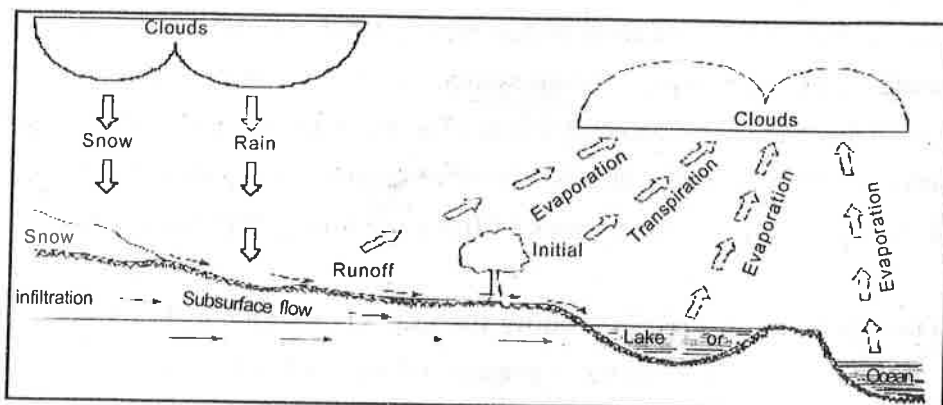 Clouds
Snow
Rain
Clouds
Evaporation
Transpiration
Evaporation
Evaporation
Snow
Runoff
Initial
infiltration
Subsurface flow
Lake or
Ocean